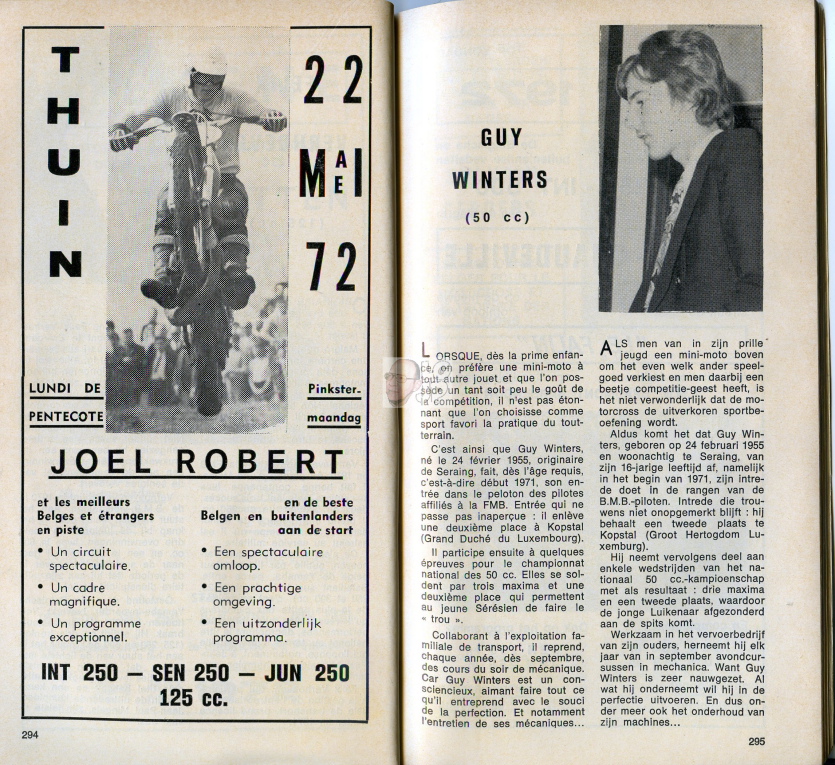 THUIN
22
MAI
MEI
72
LUNDI DE
PENTECOTE
Pinkster-
maandag
JOEL ROBERT
et les meilleurs
Belges et étrangers
en piste
• Un circuit
spectaculaire.
• Un cadre
magnifique.
• Un programme
exceptionnel.
en de beste
Belgen en buitenlanders
aan de start
• Een spectaculaire
omloop.
• Een prachtige
omgeving.
• Een uitzonderlijk
programma.
INT 250 — SEN 250 — JUN 250
125 cc.
294
GUY
WINTERS
(50 cc)
LORSQUE, dès la prime enfan-
ce, on préfère une mini-moto à
tout autre jouet et que l'on pos-
sède un tant soit peu le goût de
la compétition, il n'est pas éton-
nant que l'on choisisse comme
sport favori la pratique du tout-
terrain.
C'est ainsi que Guy Winters,
né le 24 février 1955, originaire
de Seraing, fait, dès l'âge requis,
c'est-à-dire début 1971, son en-
trée dans le peloton des pilotes
affiliés à la FMB. Entrée qui ne
passe pas inaperçue : il enlève
une deuxième place à Kopstal
(Grand Duché du Luxembourg).
Il participe ensuite à quelques
épreuves pour le championnat
national des 50 cc. Elles se sol-
dent par trois maxima et une
deuxième place qui permettent
au jeune Sérésien de faire le
« trou ».
Collaborant à l'exploitation fa-
miliale de transport, il reprend,
chaque année, dès septembre,
des cours du soir de mécanique.
Car Guy Winters est un con-
sciencieux, aimant faire tout ce
qu'il entreprend avec le souci
de la perfection. Et notamment
l'entretien de ses mécaniques...
ALS men van in zijn prille
jeugd een mini-moto boven
om het even welk ander speel-
goed verkiest en men daarbij een
beetje competitie-geest heeft, is
het niet verwonderlijk dat de mo-
torcross de uitverkoren sportbe-
oefening wordt.
Aldus komt het dat Guy Win-
ters, geboren op 24 februari 1955
en woonachtig te Seraing, van
zijn 16-jarige leeftijd af, namelijk
in het begin van 1971, zijn intre-
de doet in de rangen van de
B.M.B.-piloten. Intrede die trou-
wens niet onopgemerkt blijft : hij
behaalt een tweede plaats te
Kopstal (Groot Hertogdom Lu-
xemburg).
Hij neemt vervolgens deel aan
enkele wedstrijden van het na-
tionaal 50 cc.-kampioenschap
met als resultaat : drie maxima
en een tweede plaats, waardoor
de jonge Luikenaar afgezonderd
aan de spits komt.
Werkzaam in het vervoerbedrijf
van zijn ouders, herneemt hij elk
jaar van in september avondcur-
sussen in mechanica. Want Guy
Winters is zeer nauwgezet. Al
wat hij onderneemt wil hij in de
perfectie uitvoeren. En dus on-
der meer ook het onderhoud van
zijn machines...
295